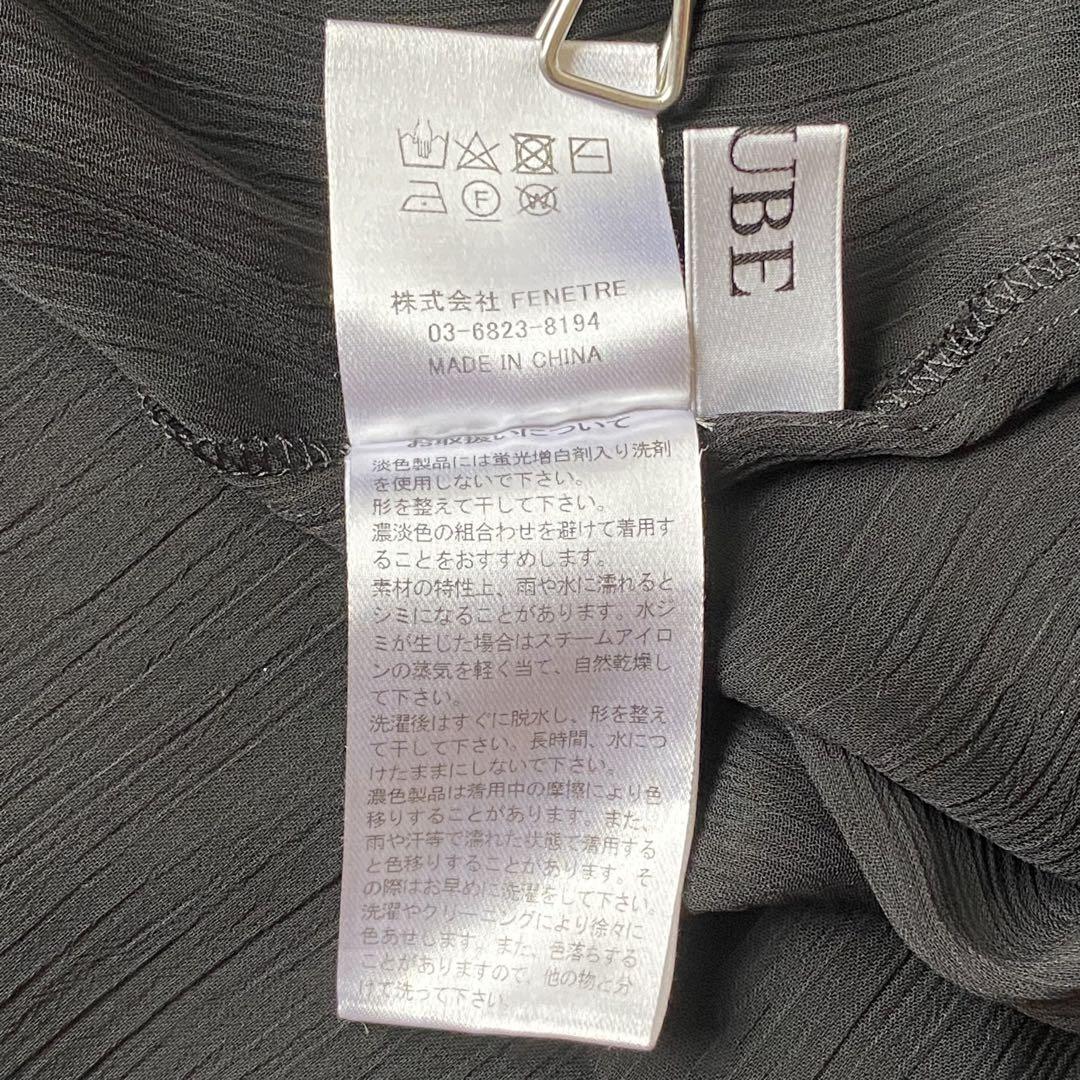 株式会社 FENETRE
03-6823-8194
MADE IN CHINA
UBE
お取扱いについて
淡色製品には蛍光増白剤入り洗剤
を使用しないで下さい。
形を整えて干して下さい。
濃淡色の組合わせを避けて着用す
ることをおすすめします。
素材の特性上、雨や水に濡れると
シミになることがあります。水ジ
ミが生じた場合はスチームアイロ
ンの蒸気を軽く当て、自然乾燥し
て下さい。
洗濯後はすぐに脱水し、形を整え
て干して下さい。長時間、水につ
けたままにしないで下さい。
濃色製品は着用中の摩擦により色
移りすることがあります。また、
雨や汗等で濡れた状態で着用する
と色移りすることがあります。そ
の際はお早めに洗濯をして下さい。
洗濯やクリーニングにより徐々に
色あせします。また、色落ちする
ことがありますので、他の物と分
けて洗って下さい。